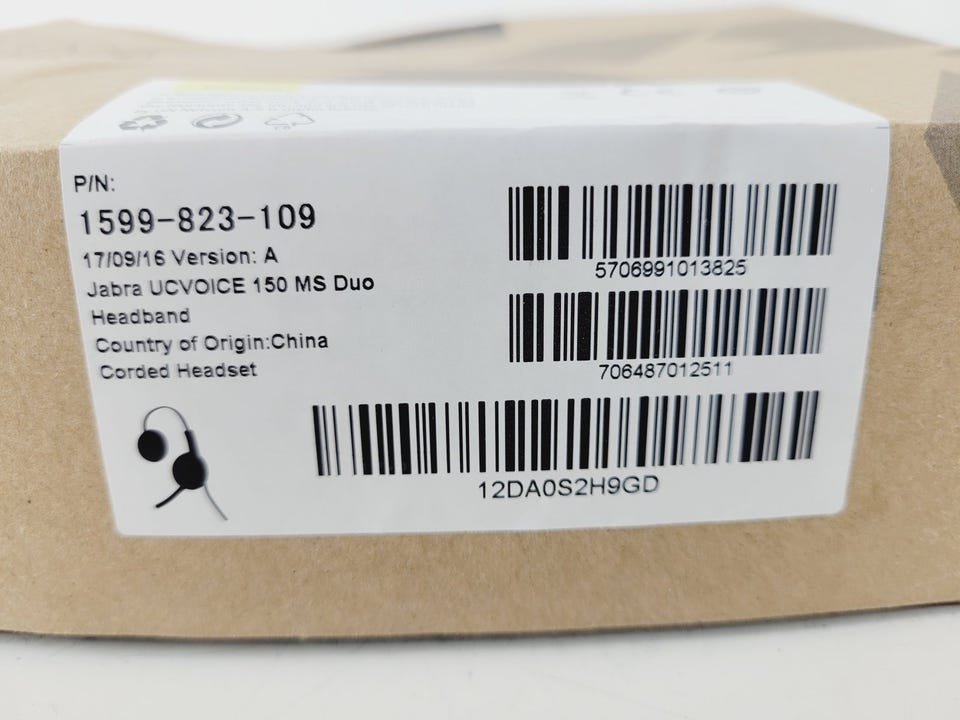 P/N:
1599-823-109
17/09/16 Version: A
Jabra UCVOICE 150 MS Duo
Headband
Country of Origin:China
Corded Headset
5706991013825
706487012511
12DA0S2H9GD